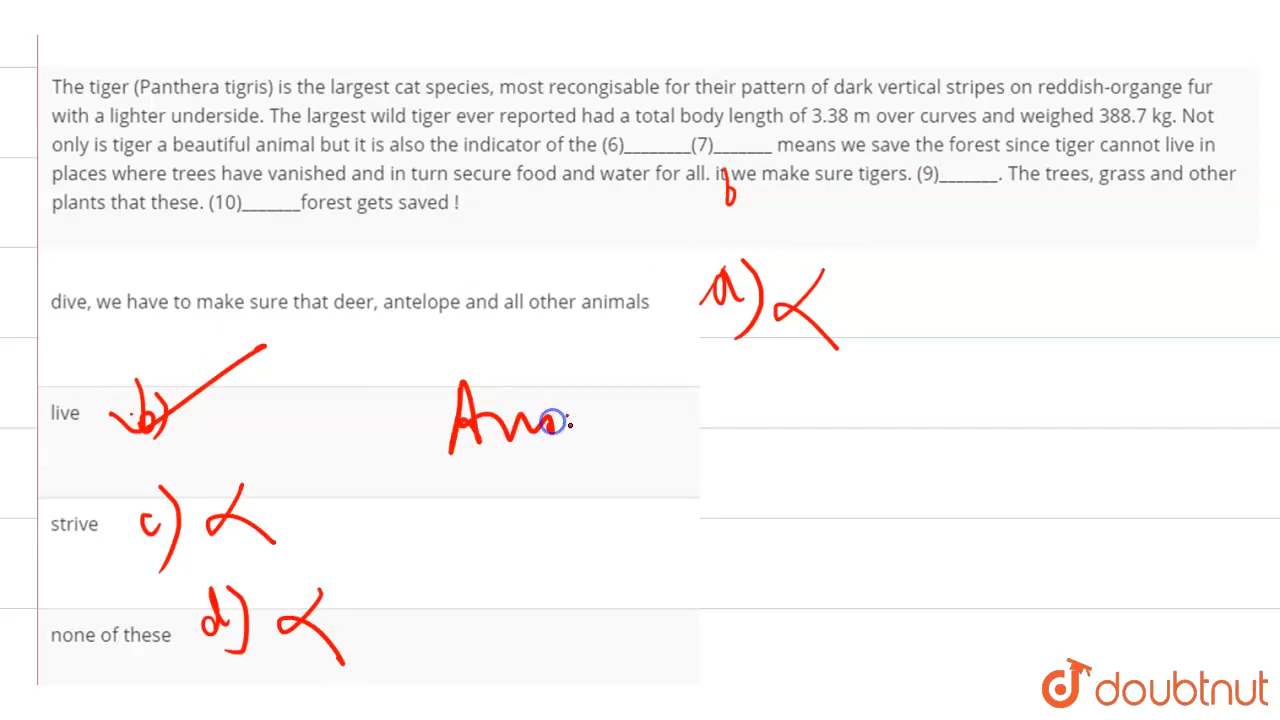 The tiger (Panthera tigris) is the largest cat species, most recongisable for their pattern of dark vertical stripes on reddish-organge fur
with a lighter underside. The largest wild tiger ever reported had a total body length of 3.38 m over curves and weighed 388.7 kg. Not
only is tiger a beautiful animal but it is also the indicator of the (6)________(7)_______ means we save the forest since tiger cannot live in
places where trees have vanished and in turn secure food and water for all. if we make sure tigers. (9)_______. The trees, grass and other
b
plants that these. (10)_______forest gets saved !
dive, we have to make sure that deer, antelope and all other animals a)
live b)
Ans:
strive c)
none of these d)
doubtnut